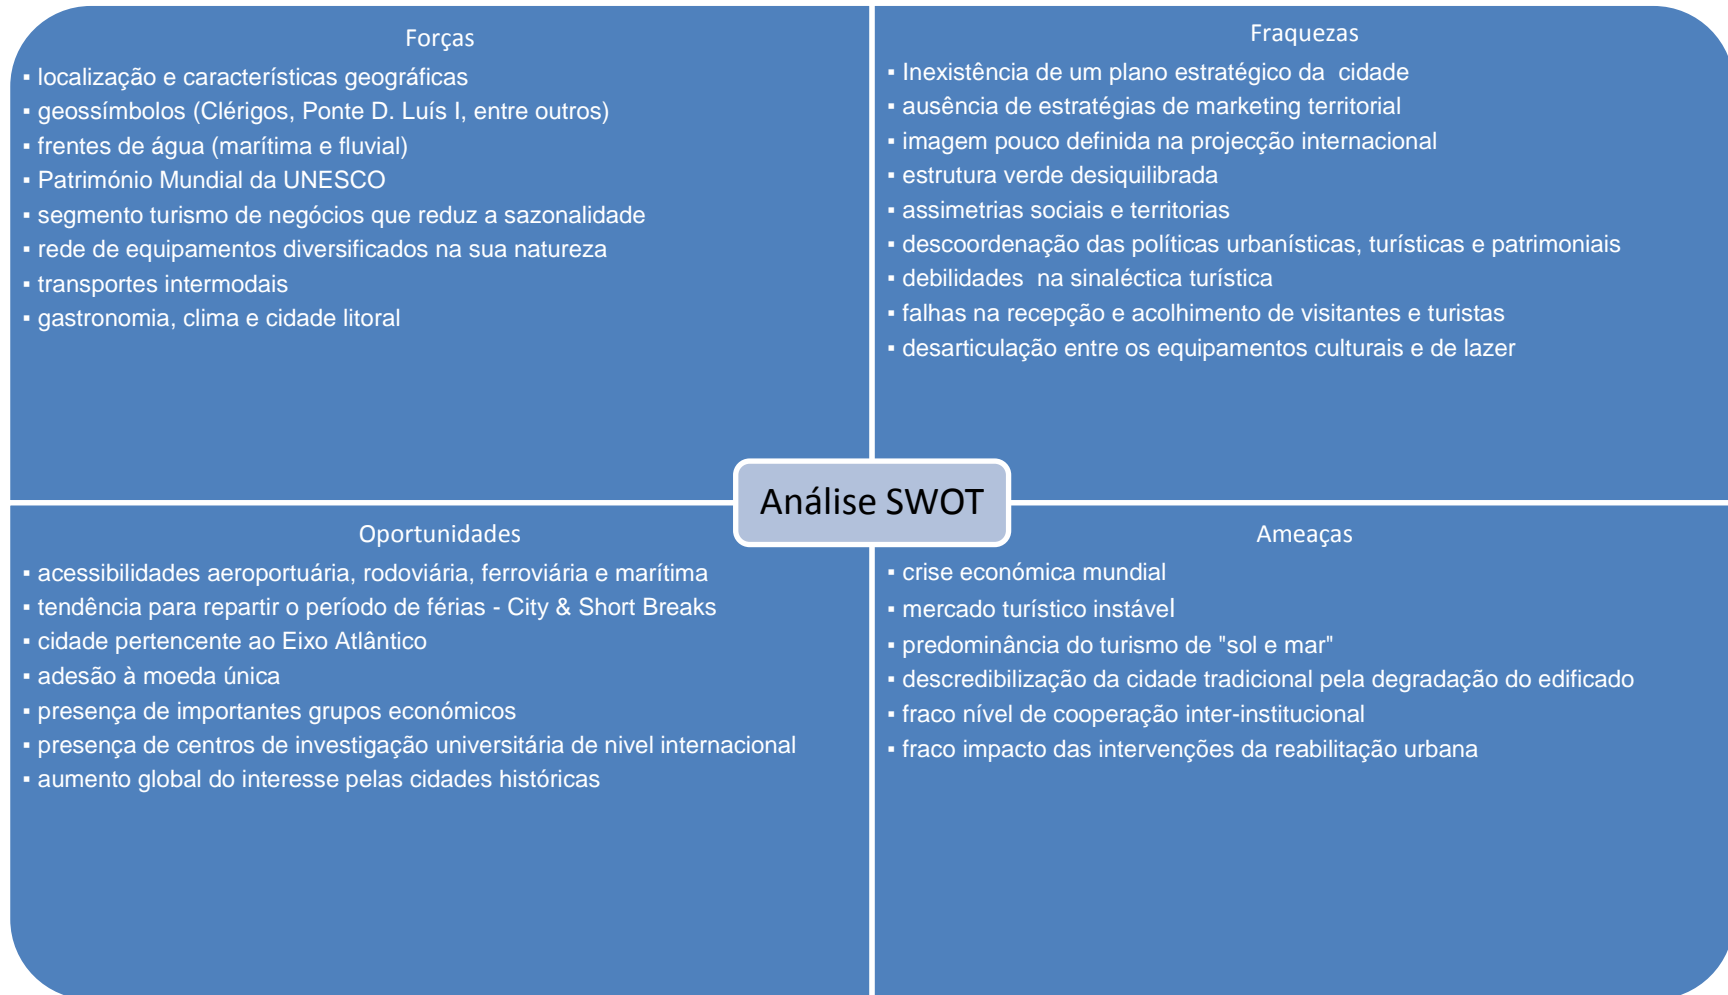 Forças
▪ localização e características geográficas
▪ geossímbolos (Clérigos, Ponte D. Luís I, entre outros)
▪ frentes de água (marítima e fluvial)
▪ Património Mundial da UNESCO
▪ segmento turismo de negócios que reduz a sazonalidade
▪ rede de equipamentos diversificados na sua natureza
▪ transportes intermodais
▪ gastronomia, clima e cidade litoral
Fraquezas
▪ Inexistência de um plano estratégico da  cidade
▪ ausência de estratégias de marketing territorial
▪ imagem pouco definida na projecção internacional
▪ estrutura verde desiquilibrada
▪ assimetrias sociais e territorias
▪ descoordenação das políticas urbanísticas, turísticas e patrimoniais
▪ debilidades  na sinaléctica turística
▪ falhas na recepção e acolhimento de visitantes e turistas
▪ desarticulação entre os equipamentos culturais e de lazer
Análise SWOT
Oportunidades
▪ acessibilidades aeroportuária, rodoviária, ferroviária e marítima
▪ tendência para repartir o período de férias - City & Short Breaks
▪ cidade pertencente ao Eixo Atlântico
▪ adesão à moeda única
▪ presença de importantes grupos económicos
▪ presença de centros de investigação universitária de nivel internacional
▪ aumento global do interesse pelas cidades históricas
Ameaças
▪ crise económica mundial
▪ mercado turístico instável
▪ predominância do turismo de "sol e mar"
▪ descredibilização da cidade tradicional pela degradação do edificado
▪ fraco nível de cooperação inter-institucional
▪ fraco impacto das intervenções da reabilitação urbana